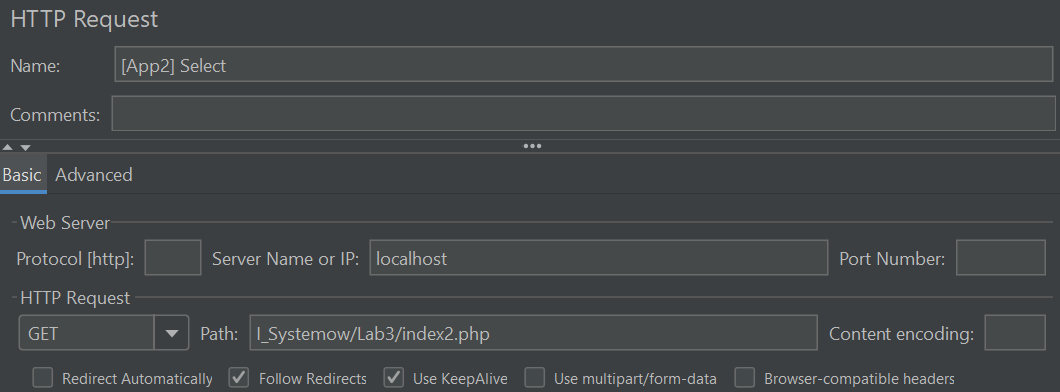 HTTP Request
Name: [App2] Select
Comments:
Basic Advanced
Web Server
Protocol [http]: Server Name or IP: localhost Port Number:
HTTP Request
GET Path: I_Systemow/Lab3/index2.php Content encoding:
Redirect Automatically Follow Redirects Use KeepAlive Use multipart/form-data Browser-compatible headers